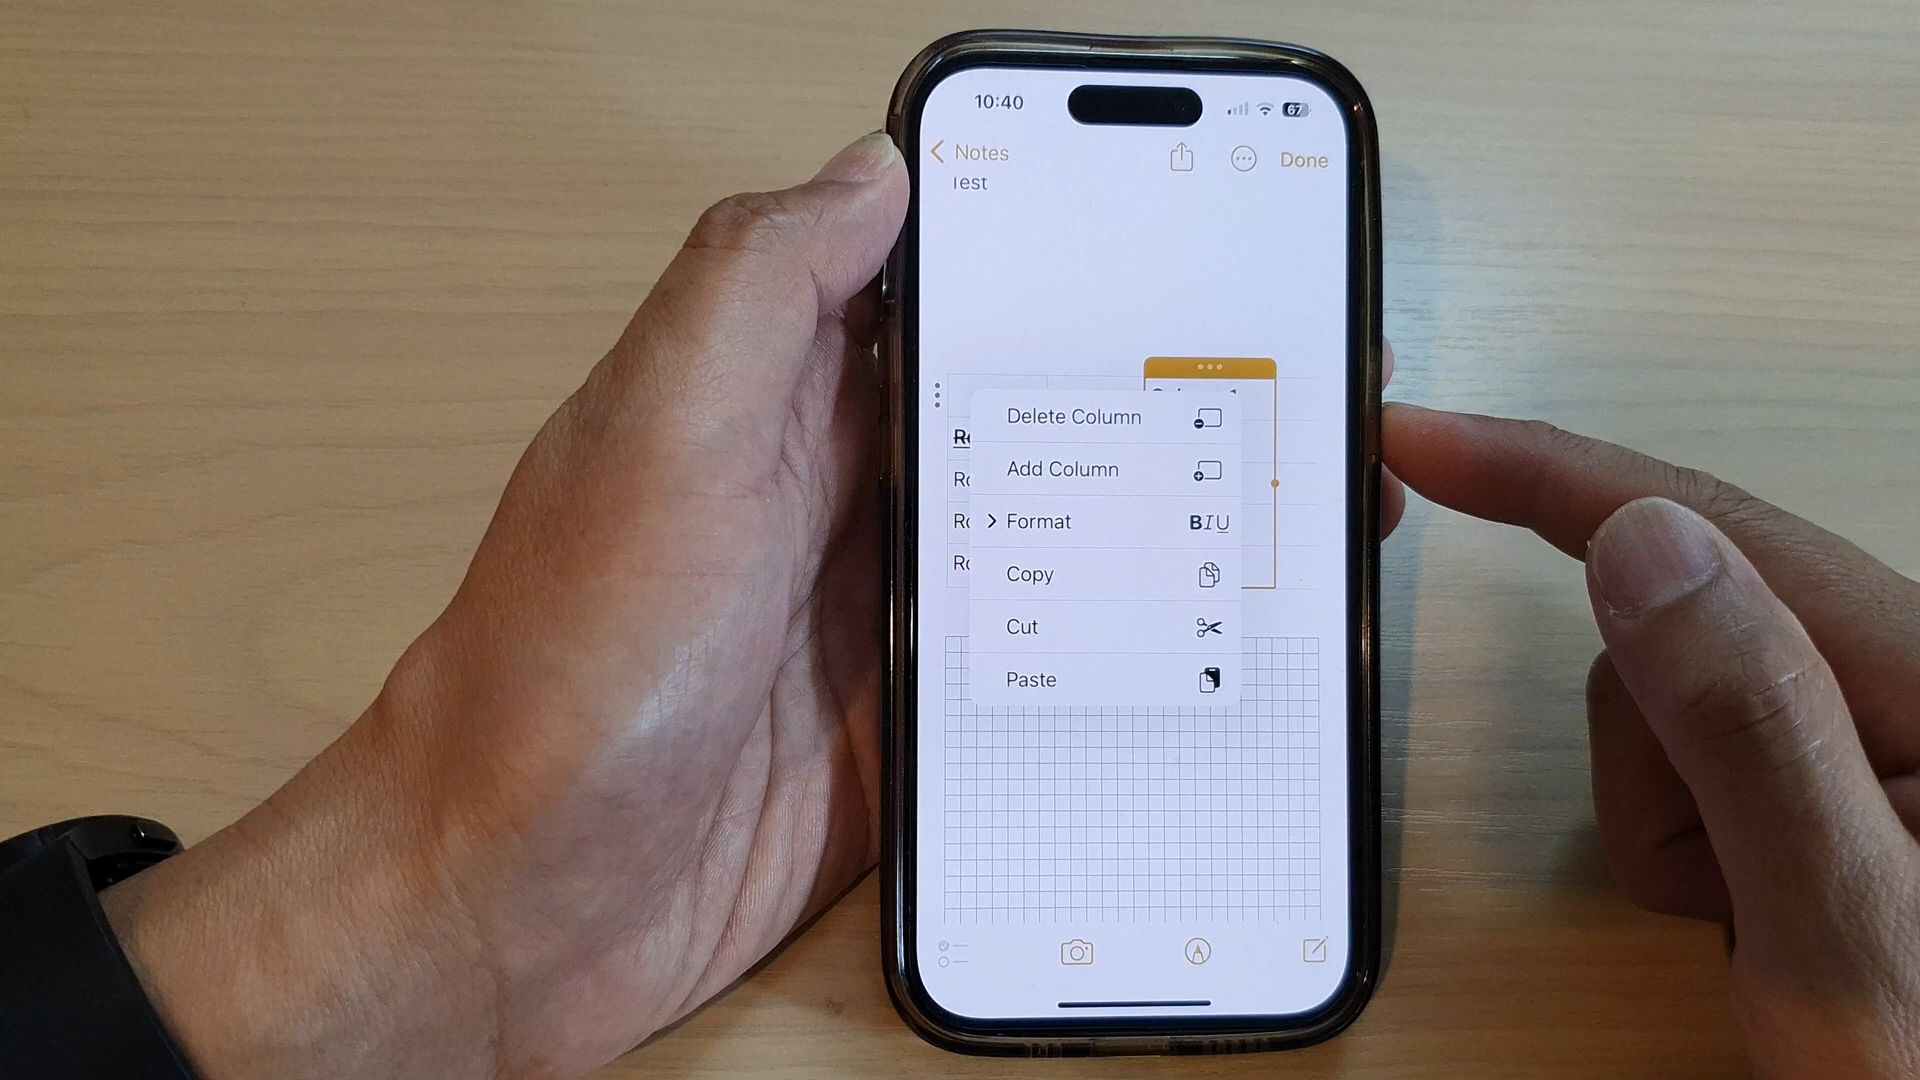 10:40
67
Notes
Done
Test
Delete Column
Add Column
Format
BIU
Copy
Cut
Paste